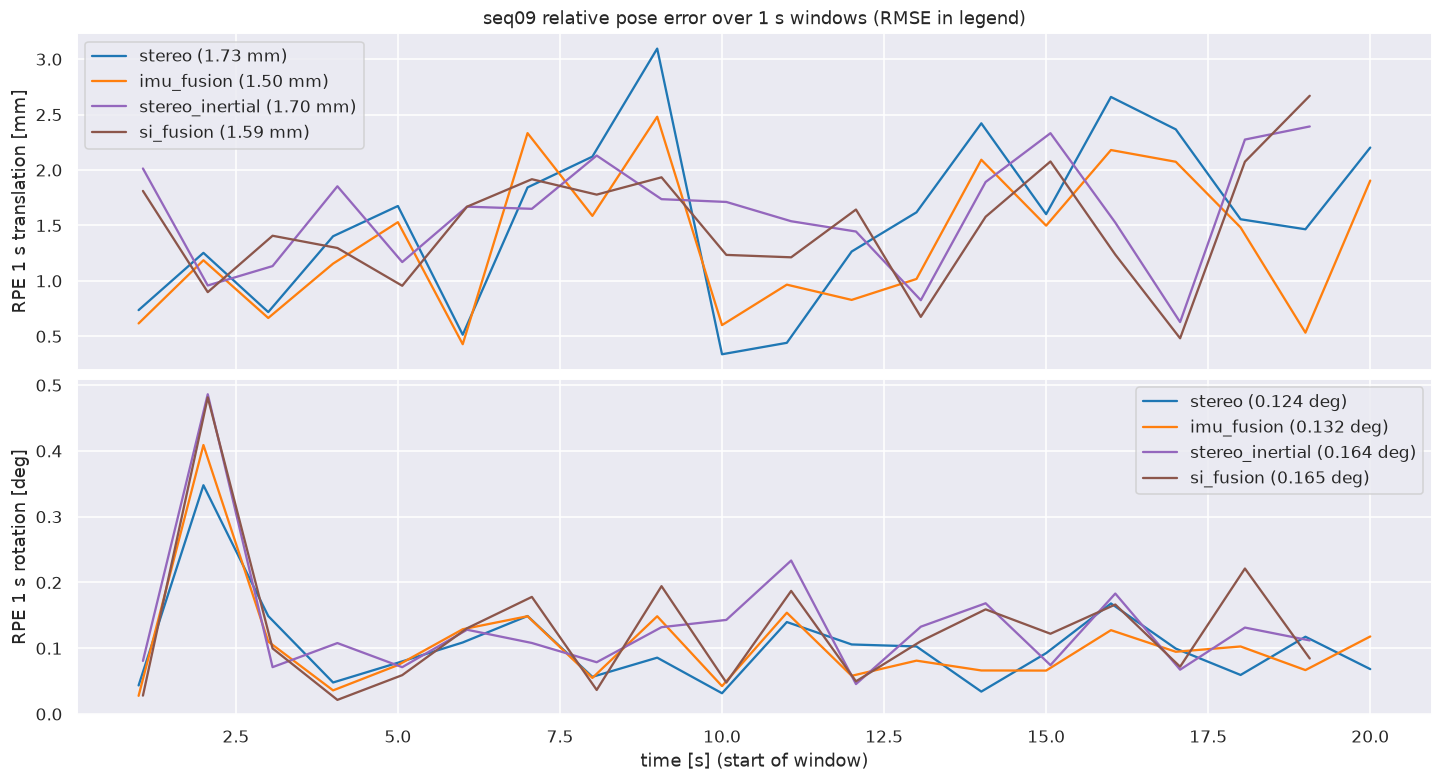 seq09 relative pose error over 1 s windows (RMSE in legend)
RPE 1 s translation [mm]
3.0
2.5
2.0
1.5
1.0
0.5
stereo (1.73 mm)
imu_fusion (1.50 mm)
stereo_inertial (1.70 mm)
si_fusion (1.59 mm)
RPE 1 s rotation [deg]
0.5
0.4
0.3
0.2
0.1
0.0
stereo (0.124 deg)
imu_fusion (0.132 deg)
stereo_inertial (0.164 deg)
si_fusion (0.165 deg)
2.5 5.0 7.5 10.0 12.5 15.0 17.5 20.0
time [s] (start of window)